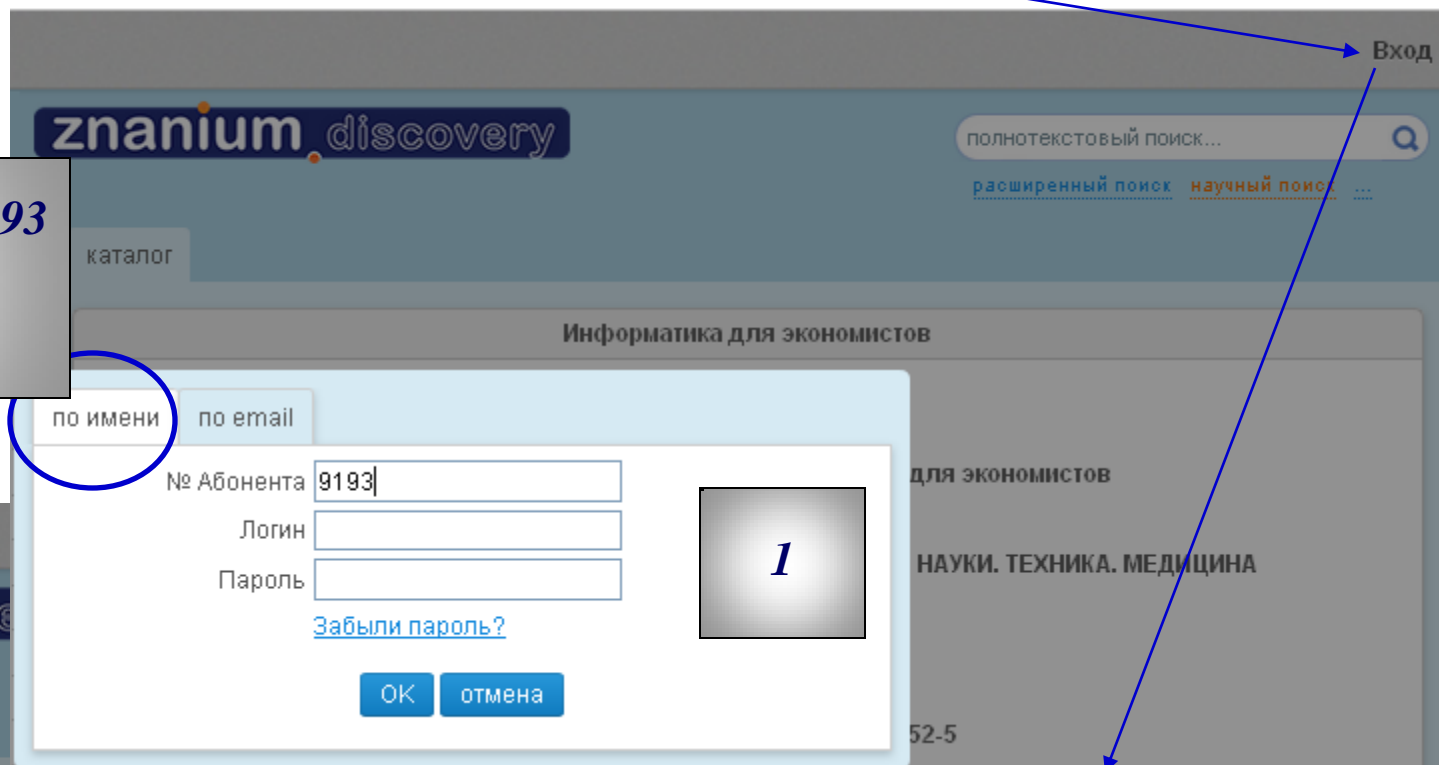 Вход
znanium.discovery
полнотекстовый поиск...
расширенный поиск научный поиск ...
93
каталог
Информатика для экономистов
по имени по email
№ Абонента 9193
для экономистов
Логин
1
НАУКИ. ТЕХНИКА. МЕДИЦИНА
Пароль
Забыли пароль?
OK отмена
52-5